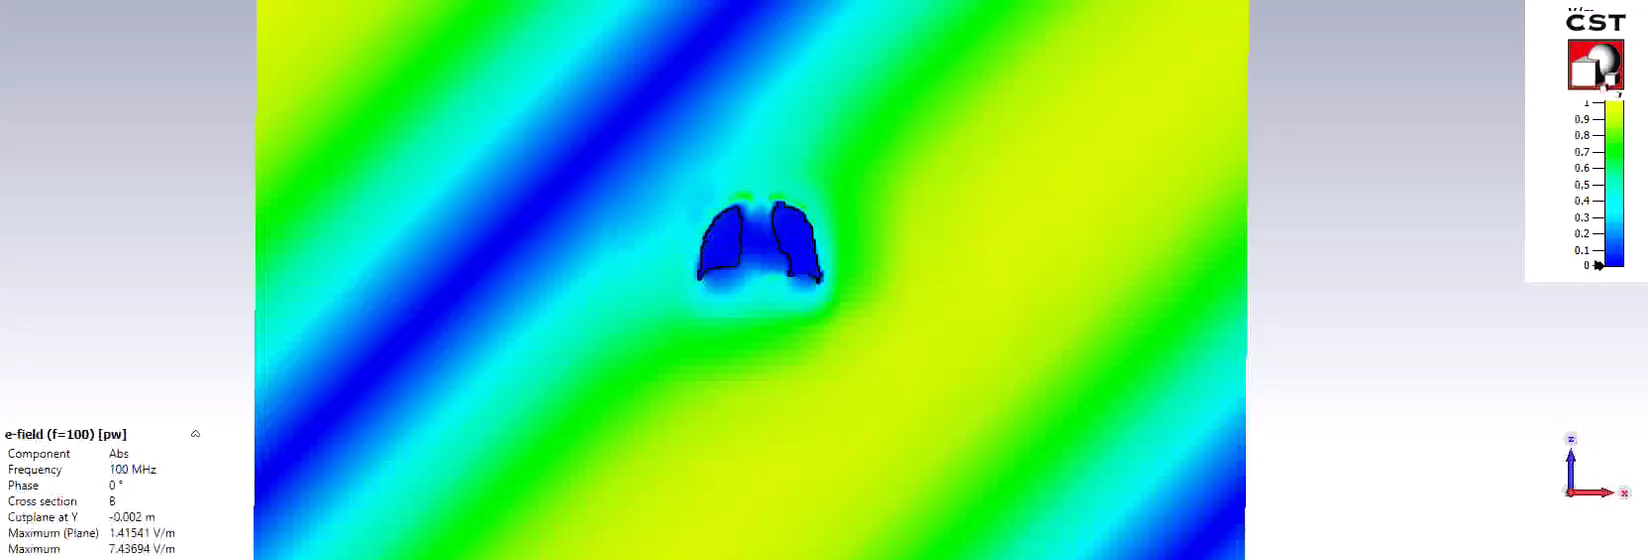 CST
1
0.9
0.8
0.7
0.6
0.5
0.4
0.3
0.2
0.1
0
e-field (f=100) [pw]
Component Abs
Frequency 100 MHz
Phase 0 °
Cross section B
Cutplane at Y -0.002 m
Maximum (Plane) 1.41541 V/m
Maximum 7.43694 V/m
z
x